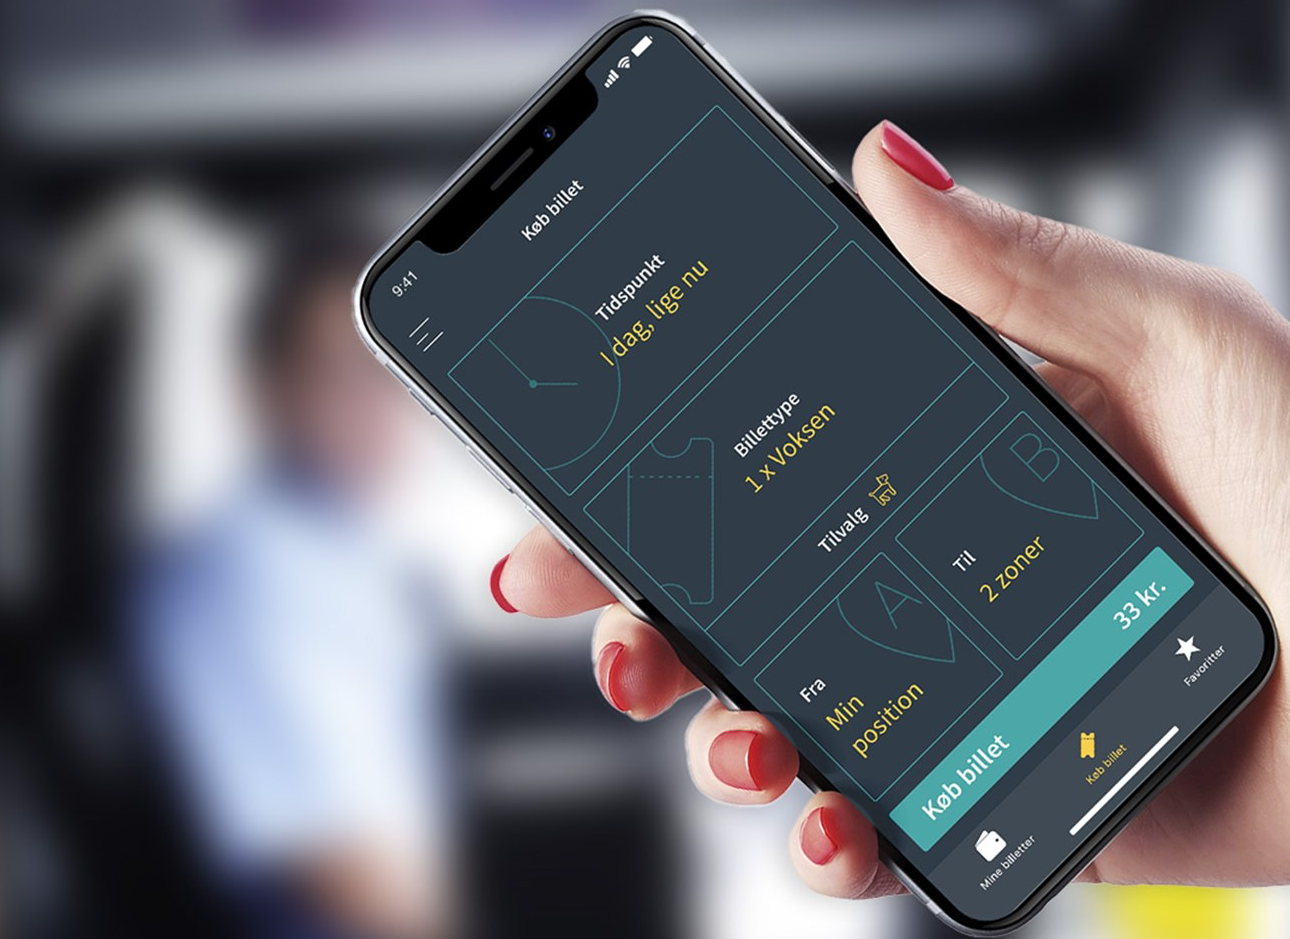 9:41
Køb billet
Tidspunkt
I dag, lige nu
Billettype
1 x Voksen
Tilvalg
Fra
Min
position
A
Til
2 zoner
B
Køb billet 33 kr.
Mine billetter
Køb billet
Favoritter